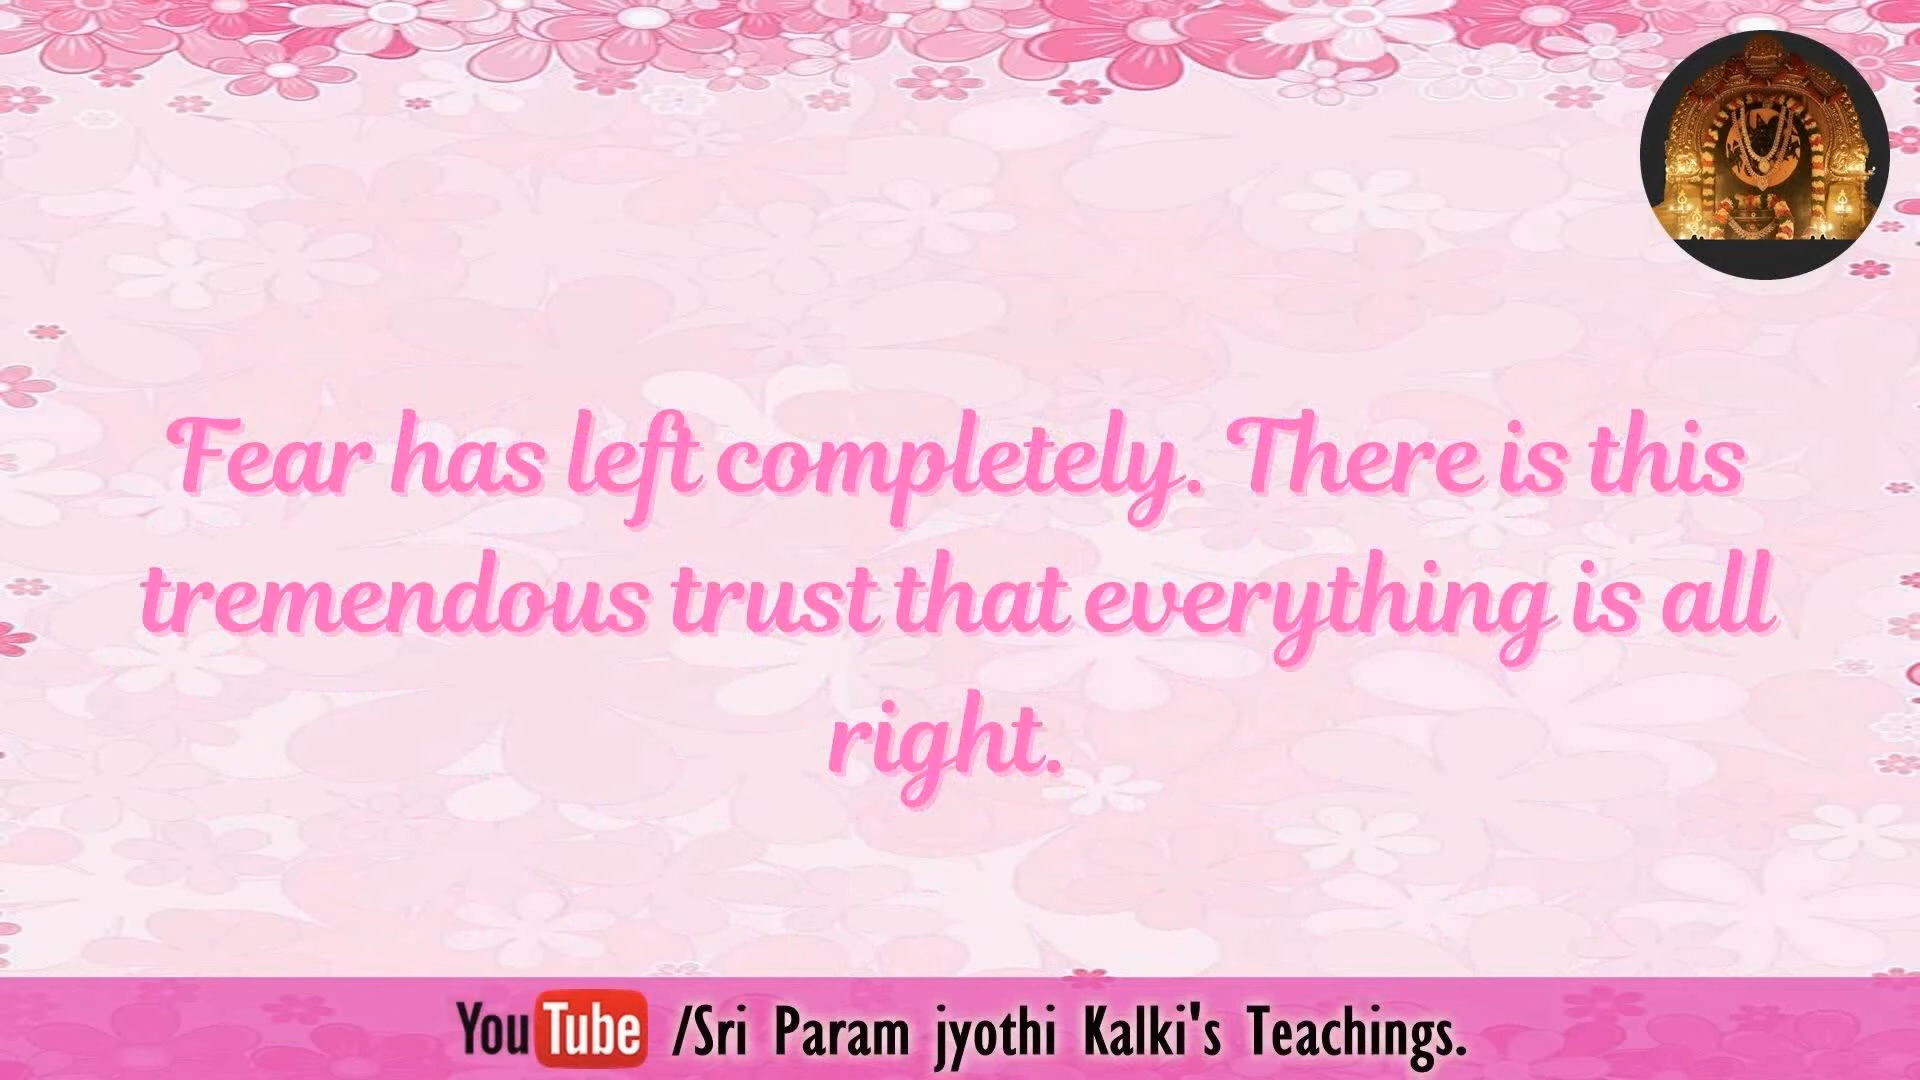 Fear has left completely. There is this
tremendous trust that everything is all
right.
YouTube /Sri Param jyothi Kalki's Teachings.